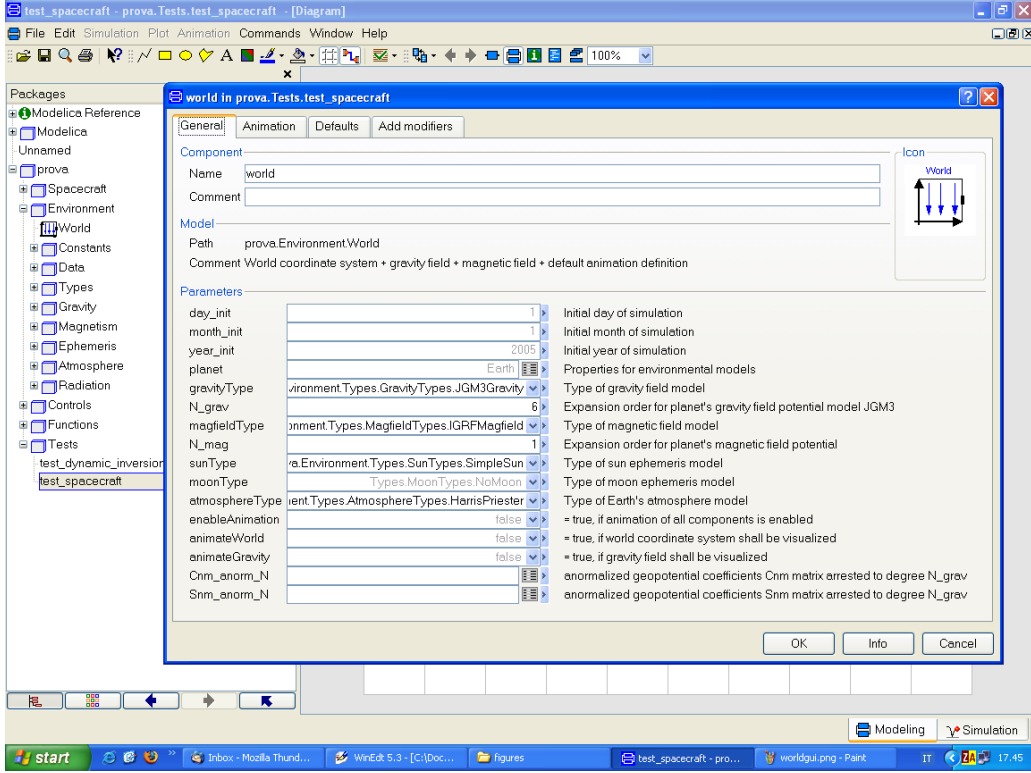 test_spacecraft - prova.Tests.test_spacecraft - [Diagram]
File Edit Simulation Plot Animation Commands Window Help
100%
Packages
Modelica Reference
Modelica
Unnamed
prova
Spacecraft
Environment
World
Constants
Data
Types
Gravity
Magnetism
Ephemeris
Atmosphere
Radiation
Controls
Functions
Tests
test_dynamic_inversion
test_spacecraft
world in prova.Tests.test_spacecraft
General Animation Defaults Add modifiers
Component
Name world
Comment
Icon
World
Model
Path prova.Environment.World
Comment World coordinate system + gravity field + magnetic field + default animation definition
Parameters
day_init 1 Initial day of simulation
month_init 1 Initial month of simulation
year_init 2005 Initial year of simulation
planet Earth Properties for environmental models
gravityType vironment.Types.GravityTypes.JGM3Gravity Type of gravity field model
N_grav 6 Expansion order for planet's gravity field potential model JGM3
magfieldType onment.Types.MagfieldTypes.IGRFMagfield Type of magnetic field model
N_mag 1 Expansion order for planet's magnetic field potential
sunType va.Environment.Types.SunTypes.SimpleSun Type of sun ephemeris model
moonType Types.MoonTypes.NoMoon Type of moon ephemeris model
atmosphereType ment.Types.AtmosphereTypes.HarrisPriester Type of Earth's atmosphere model
enableAnimation false = true, if animation of all components is enabled
animateWorld false = true, if world coordinate system shall be visualized
animateGravity false = true, if gravity field shall be visualized
Cnm_anorm_N anormalized geopotential coefficients Cnm matrix arrested to degree N_grav
Snm_anorm_N anormalized geopotential coefficients Snm matrix arrested to degree N_grav
OK Info Cancel
Modeling Simulation
start Inbox - Mozilla Thund... WinEdt 5.3 - [C:\Doc... figures test_spacecraft - pro... worldgui.png - Paint IT ZA 17.45